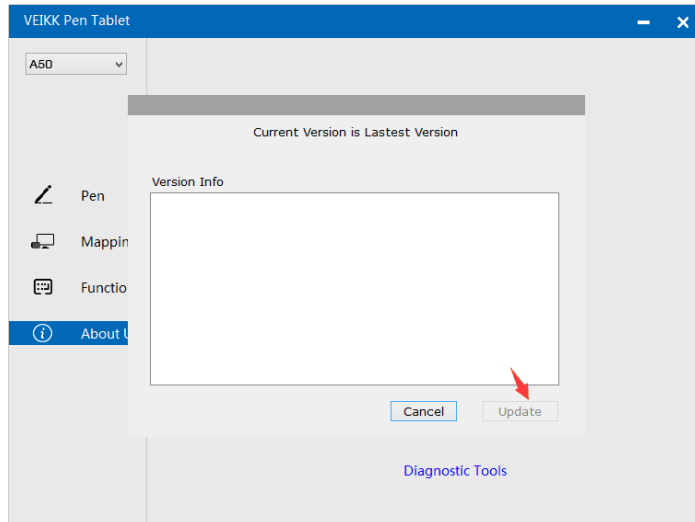 VEIKK Pen Tablet
A50
Current Version is Lastest Version
Version Info
Pen
Mappin
Functio
About U
Cancel
Update
Diagnostic Tools